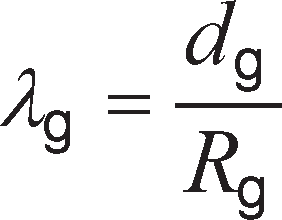 λg = dg / Rg